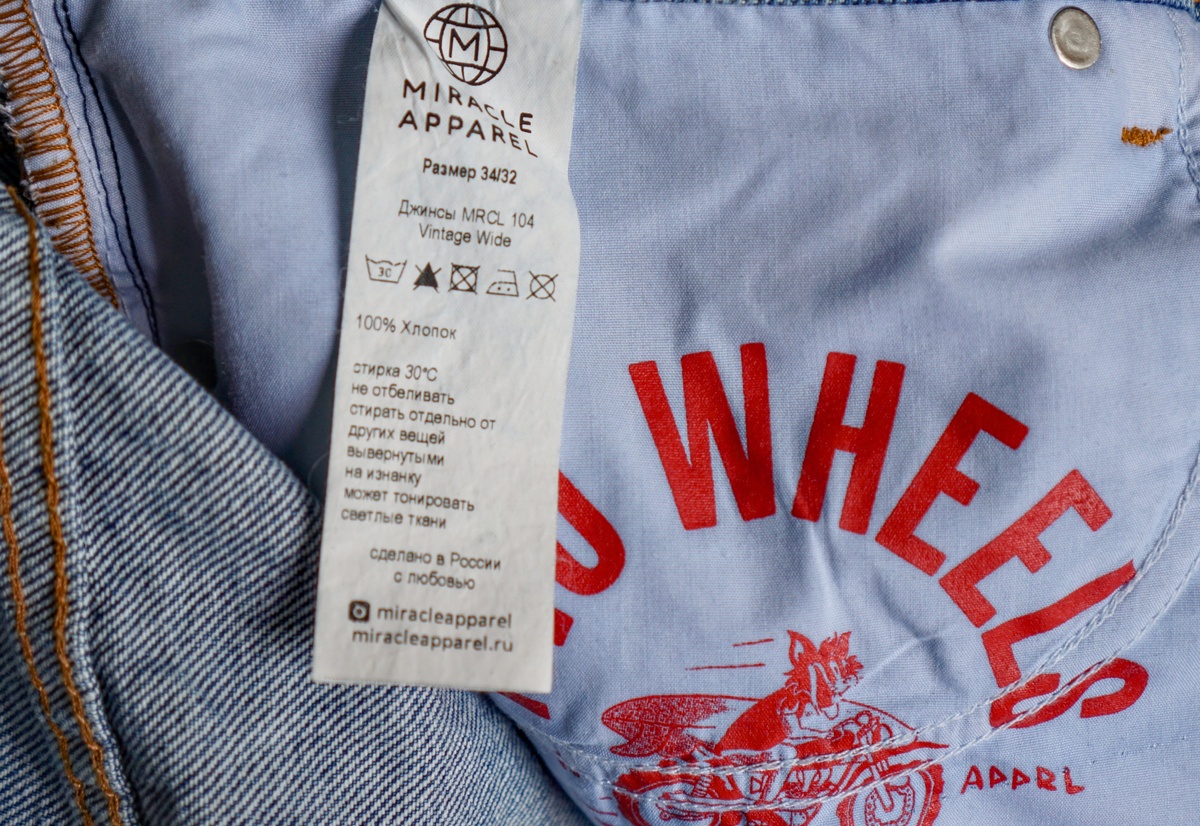 M
MIRACLE
APPAREL
Размер 34/32
Джинсы MRCL 104
Vintage Wide
30
100% Хлопок
стирка 30°C
не отбеливать
стирать отдельно от
других вещей
вывернутыми
на изнанку
может тонировать
светлые ткани
сделано в России
с любовью
miracleapparel
miracleapparel.ru
WHEELS
APPRL